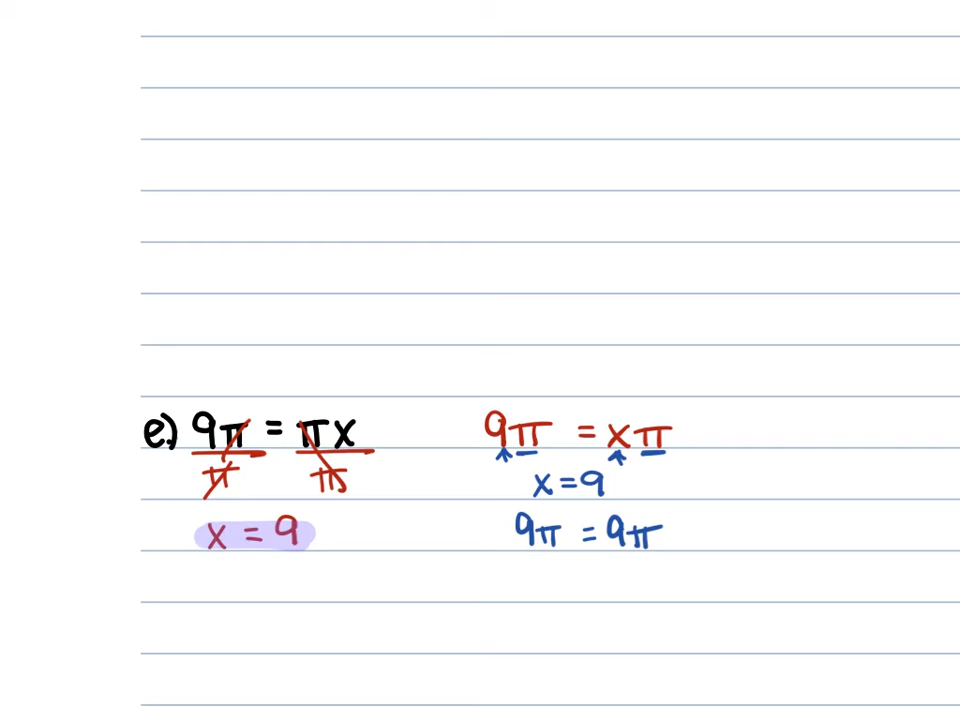 e.) 9π = πx
π π
x = 9
9π = xπ
x = 9
9π = 9π